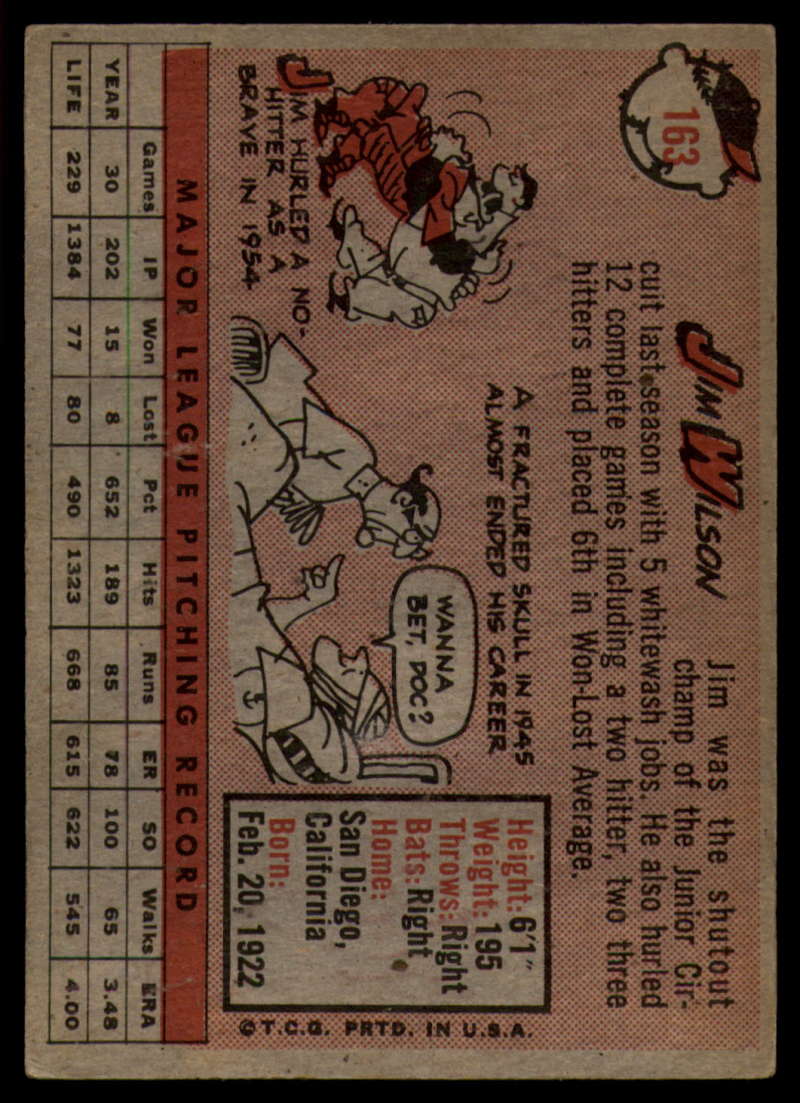 163
JIM WILSON
Jim was the shutout
champ of the Junior Cir-
cuit last season with 5 whitewash jobs. He also hurled
12 complete games including a two hitter, two three
hitters and placed 6th in Won-Lost Average.
JIM HURLED A NO-
HITTER AS A
BRAVE IN 1954
A FRACTURED SKULL IN 1945
ALMOST ENDED HIS CAREER
WANNA
BET, DOC?
Height: 6'1"
Weight: 195
Throws: Right
Bats: Right
Home:
San Diego,
California
Born:
Feb. 20, 1922
©T.C.G. PRTD. IN U.S.A.
MAJOR LEAGUE PITCHING RECORD
Games IP Won Lost Pct Hits Runs ER SO Walks ERA
YEAR 30 202 15 8 652 189 85 78 100 65 3.48
LIFE 229 1384 77 80 490 1323 668 615 622 545 4.00